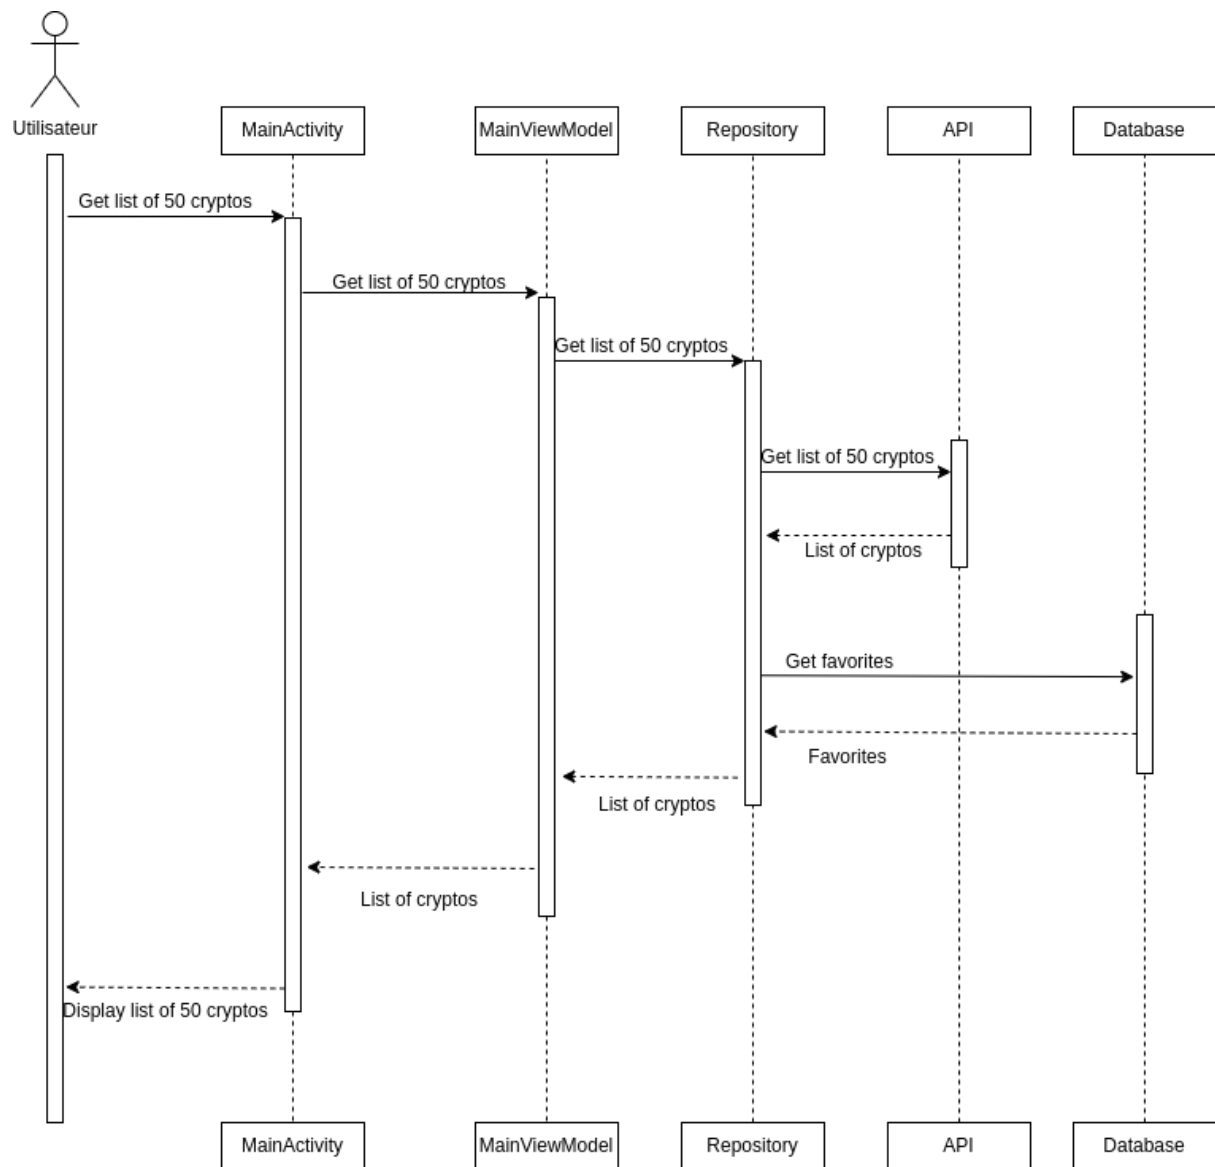 Utilisateur
MainActivity
MainViewModel
Repository
API
Database
Get list of 50 cryptos
Get list of 50 cryptos
Get list of 50 cryptos
Get list of 50 cryptos
List of cryptos
Get favorites
Favorites
List of cryptos
List of cryptos
Display list of 50 cryptos
MainActivity
MainViewModel
Repository
API
Database